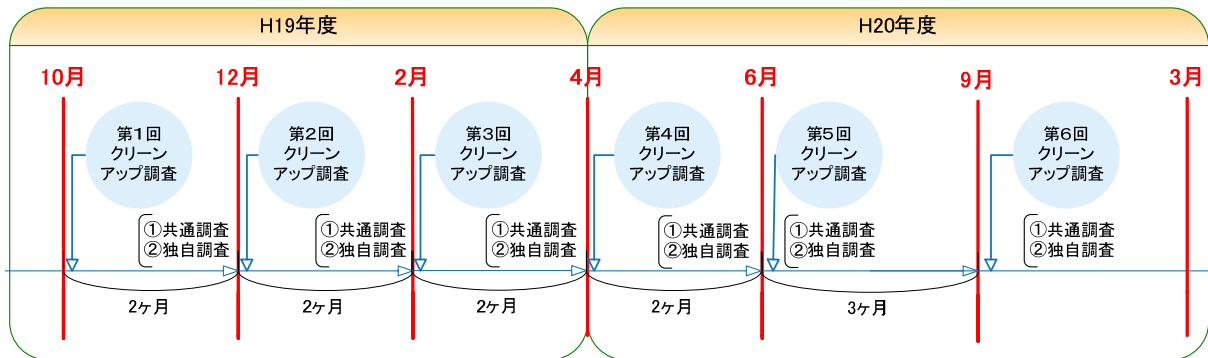 H19年度
H20年度
10月
12月
2月
4月
6月
9月
3月
第1回
クリーン
アップ調査
第2回
クリーン
アップ調査
第3回
クリーン
アップ調査
第4回
クリーン
アップ調査
第5回
クリーン
アップ調査
第6回
クリーン
アップ調査
①共通調査
②独自調査
①共通調査
②独自調査
①共通調査
②独自調査
①共通調査
②独自調査
①共通調査
②独自調査
①共通調査
②独自調査
2ヶ月
2ヶ月
2ヶ月
2ヶ月
3ヶ月